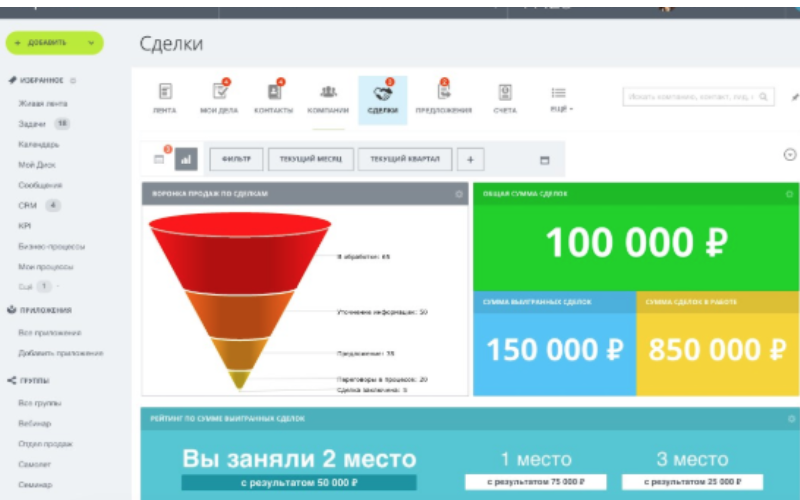 + ДОБАВИТЬ
Сделки
ИЗБРАННОЕ
Живая лента
Задачи 18
Календарь
Мой Диск
Сообщения
CRM 4
KPI
Бизнес-процессы
Мои процессы
Ещё 1
ПРИЛОЖЕНИЯ
Все приложения
Добавить приложение
ГРУППЫ
Все группы
Вебинар
Отдел продаж
Самолет
Семинар
ЛЕНТА
МОИ ДЕЛА
КОНТАКТЫ
КОМПАНИИ
СДЕЛКИ
ПРЕДЛОЖЕНИЯ
СЧЕТА
ЕЩЁ
Искать компанию, контакт, лид,
ФИЛЬТР
ТЕКУЩИЙ МЕСЯЦ
ТЕКУЩИЙ КВАРТАЛ
+
ВОРОНКА ПРОДАЖ ПО СДЕЛКАМ
В обработке: 65
Уточнение информации: 50
Предложение: 35
Переговоры в процессе: 20
Сделка заключена: 5
ОБЩАЯ СУММА СДЕЛОК
100 000 ₽
СУММА ВЫИГРАННЫХ СДЕЛОК
150 000 ₽
СУММА СДЕЛОК В РАБОТЕ
850 000 ₽
РЕЙТИНГ ПО СУММЕ ВЫИГРАННЫХ СДЕЛОК
Вы заняли 2 место
с результатом 50 000 ₽
1 место
с результатом 75 000 ₽
3 место
с результатом 25 000 ₽